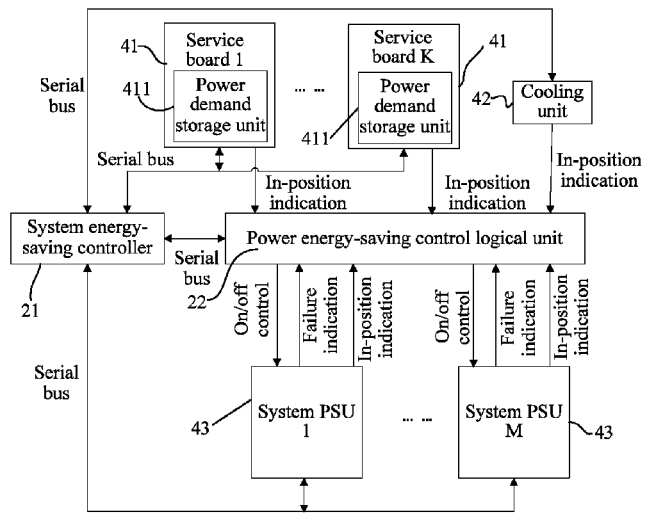 41
Service
board 1
411
Power
demand
storage unit
... ...
Service
board K
41
411
Power
demand
storage unit
42
Cooling
unit
Serial
bus
Serial bus
In-position
indication
In-position
indication
In-position
indication
System energy-
saving controller
21
Serial
bus
Power energy-saving control logical unit
22
On/off
control
Failure
indication
In-position
indication
On/off
control
Failure
indication
In-position
indication
Serial
bus
43
System PSU
1
... ...
System PSU
M
43